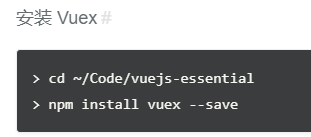 安装 Vuex #
> cd ~/Code/vuejs-essential
> npm install vuex --save